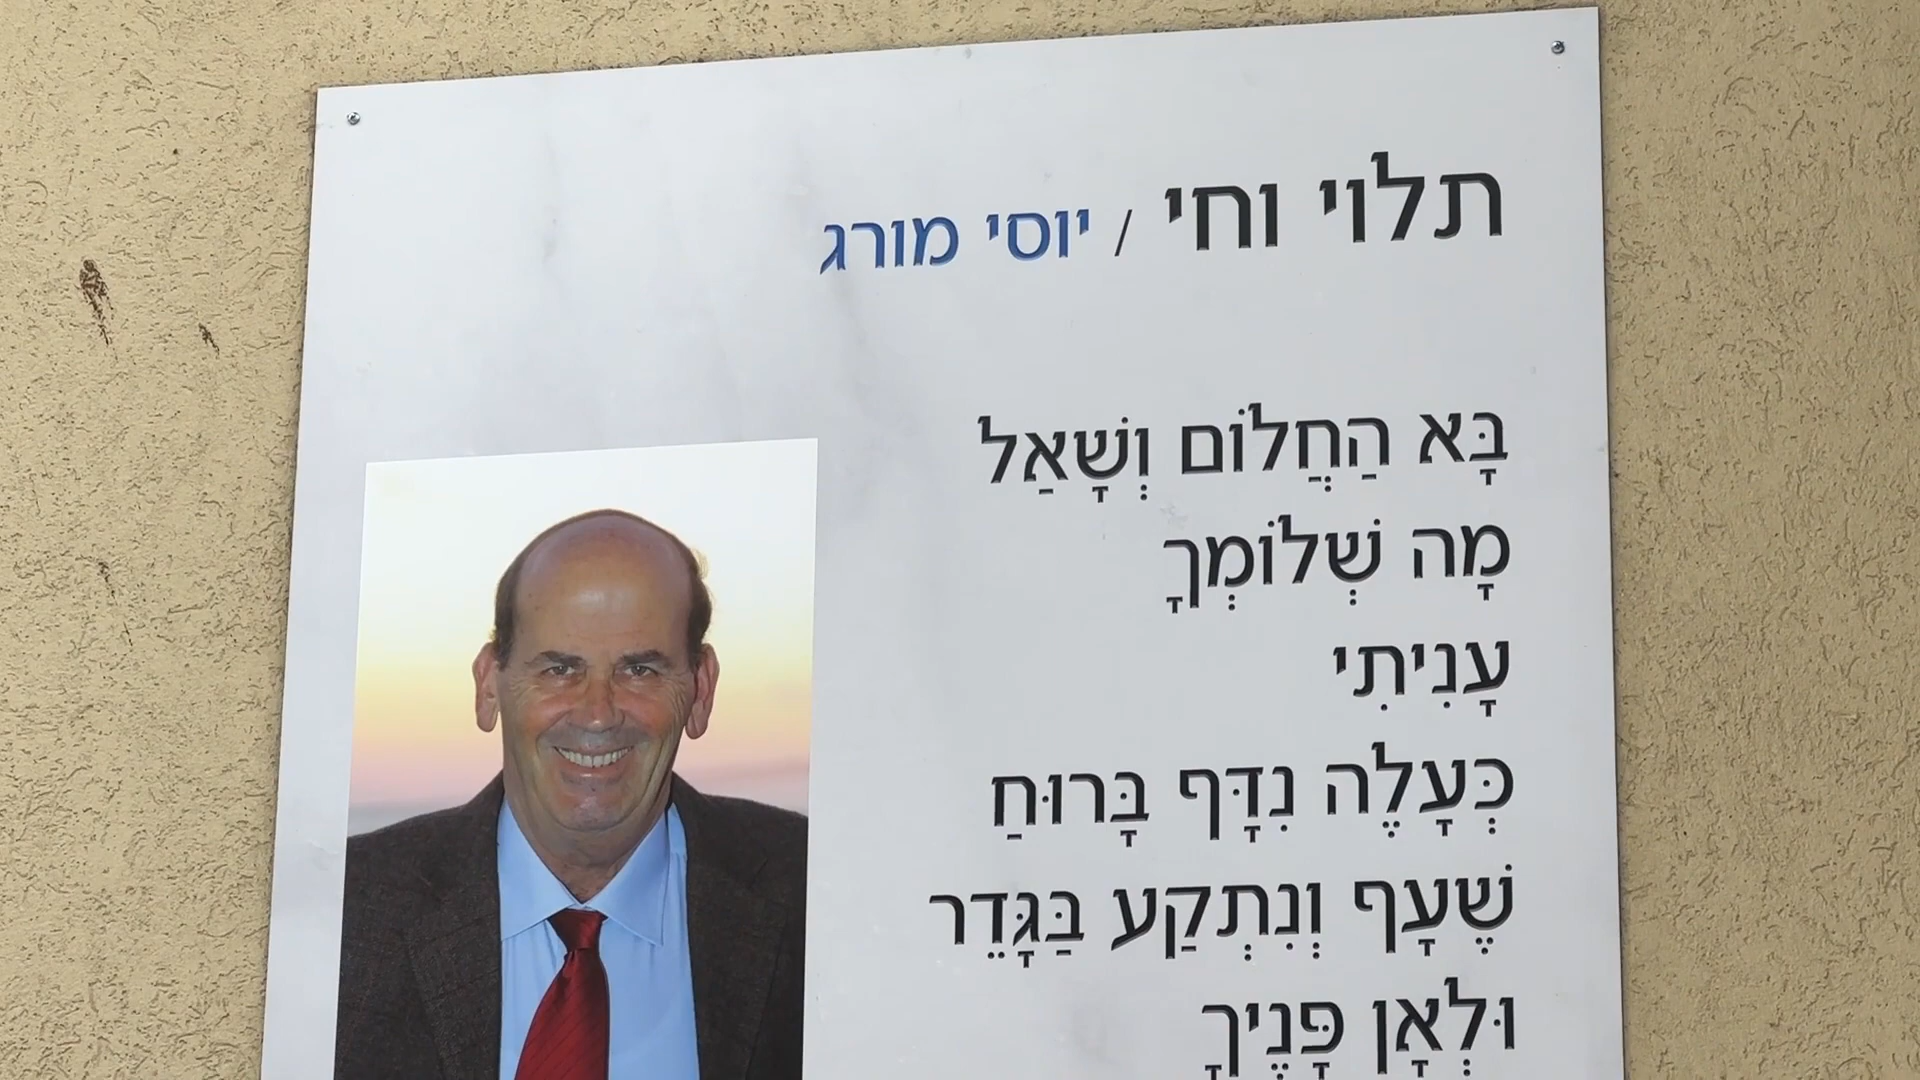 תלוי וחי / יוסי מורג
בָּא הַחֲלוֹם וְשָׁאַל
מָה שְׁלוֹמְךָ
עָנִיתִי
כְּעָלֶה נִדָּף בָּרוּחַ
שֶׁעָף וְנִתְקַע בַּגָּדֵר
וּלְאָן פָּנֶיךָ